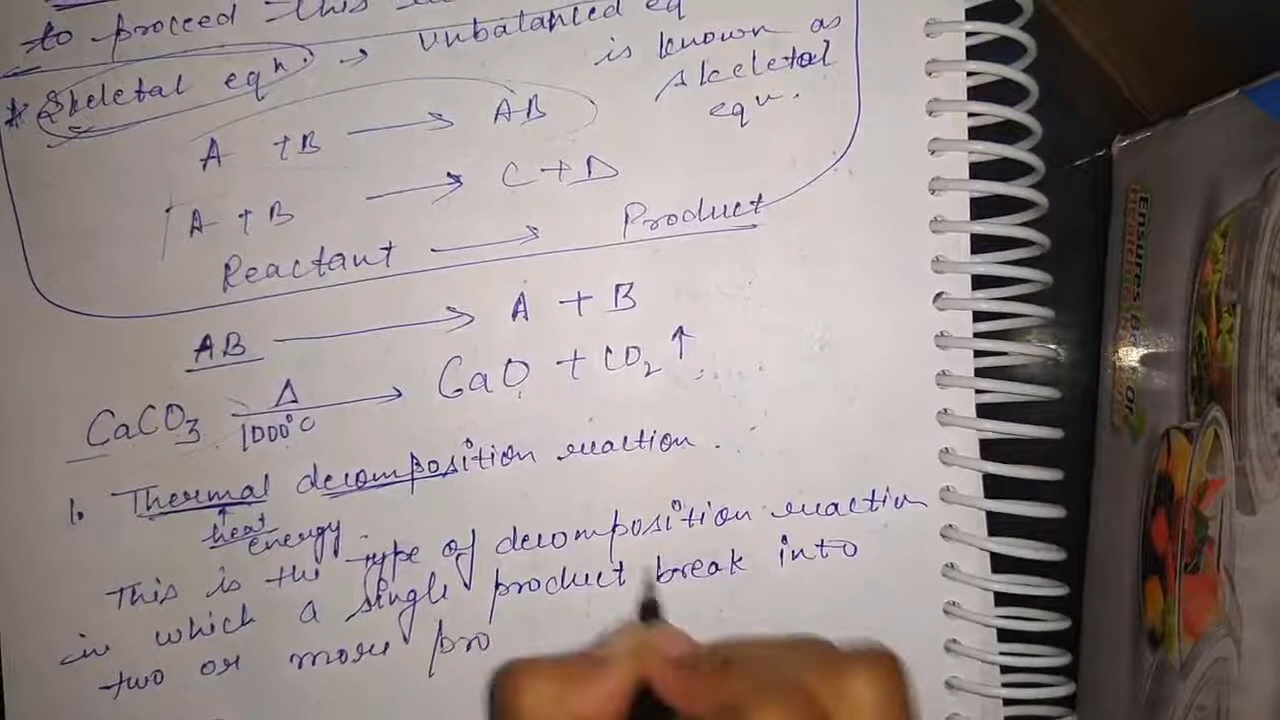 to proceed this
* Skeletal eqn. → unbalanced eq
is known as
skeletal
eqn.
A + B → AB
A + B → C + D
Reactant → Product
AB → A + B
CaCO3 Δ 1000°C → CaO + CO2 ↑
1. Thermal decomposition reaction.
heat energy
This is the type of decomposition reaction
in which a single product break into
two or more pro
Ensures